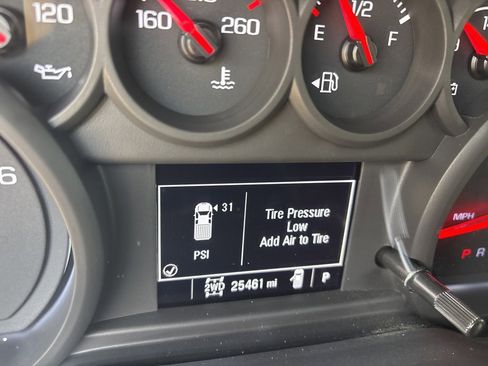 120
160
260
1/2
E
F
6
31
PSI
Tire Pressure
Low
Add Air to Tire
2WD 25461 mi P
MPH
P R